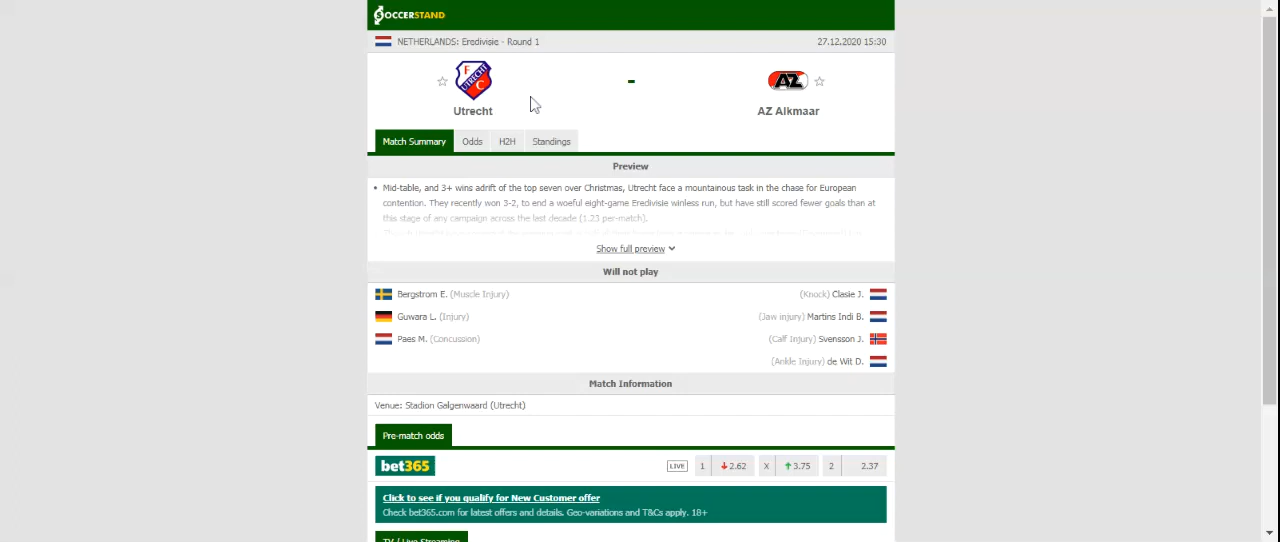 SOCCERSTAND
NETHERLANDS: Eredivisie - Round 1 27.12.2020 15:30
F
UTRECHT
C
-
AZ
Utrecht AZ Alkmaar
Match Summary Odds H2H Standings
Preview
Mid-table, and 3+ wins adrift of the top seven over Christmas, Utrecht face a mountainous task in the chase for European
contention. They recently won 3-2, to end a woeful eight-game Eredivisie winless run, but have still scored fewer goals than at
this stage of any campaign across the last decade (1.23 per-match).
Show full preview
Will not play
Bergstrom E. (Muscle Injury) (Knock) Clasie J.
Guwara L. (Injury) (Jaw injury) Martins Indi B.
Paes M. (Concussion) (Calf Injury) Svensson J.
(Ankle Injury) de Wit D.
Match Information
Venue: Stadion Galgenwaard (Utrecht)
Pre-match odds
bet365 LIVE 1 2.62 X 3.75 2 2.37
Click to see if you qualify for New Customer offer
Check bet365.com for latest offers and details. Geo-variations and T&Cs apply. 18+
TV / Live Streaming